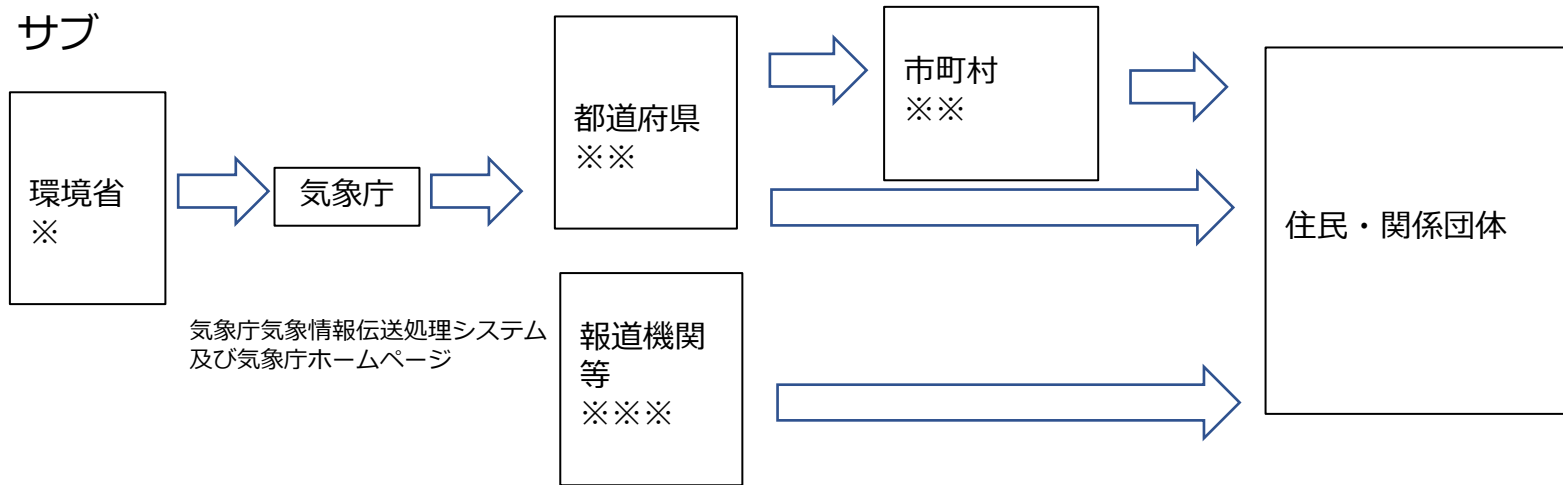 サブ
環境省
※
気象庁
都道府県
※※
市町村
※※
住民・関係団体
気象庁気象情報伝送処理システム
及び気象庁ホームページ
報道機関
等
※※※